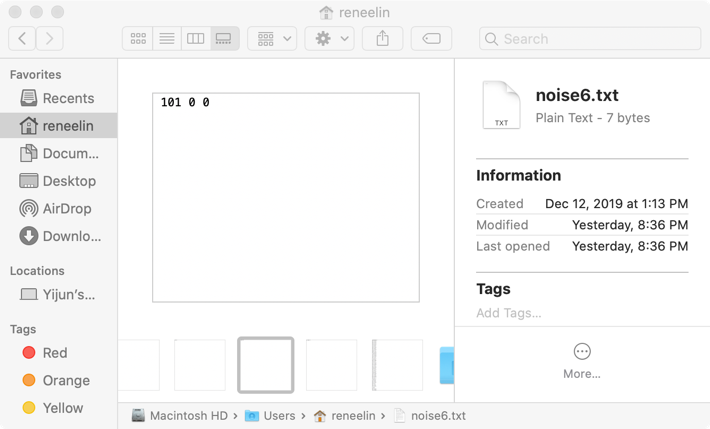 reneelin
Search
Favorites
Recents
reneelin
Docum...
Desktop
AirDrop
Downlo...
Locations
Yijun's...
Tags
Red
Orange
Yellow
101 0 0
TXT
noise6.txt
Plain Text - 7 bytes
Information
Created Dec 12, 2019 at 1:13 PM
Modified Yesterday, 8:36 PM
Last opened Yesterday, 8:36 PM
Tags
Add Tags...
More...
Macintosh HD › Users › reneelin › noise6.txt